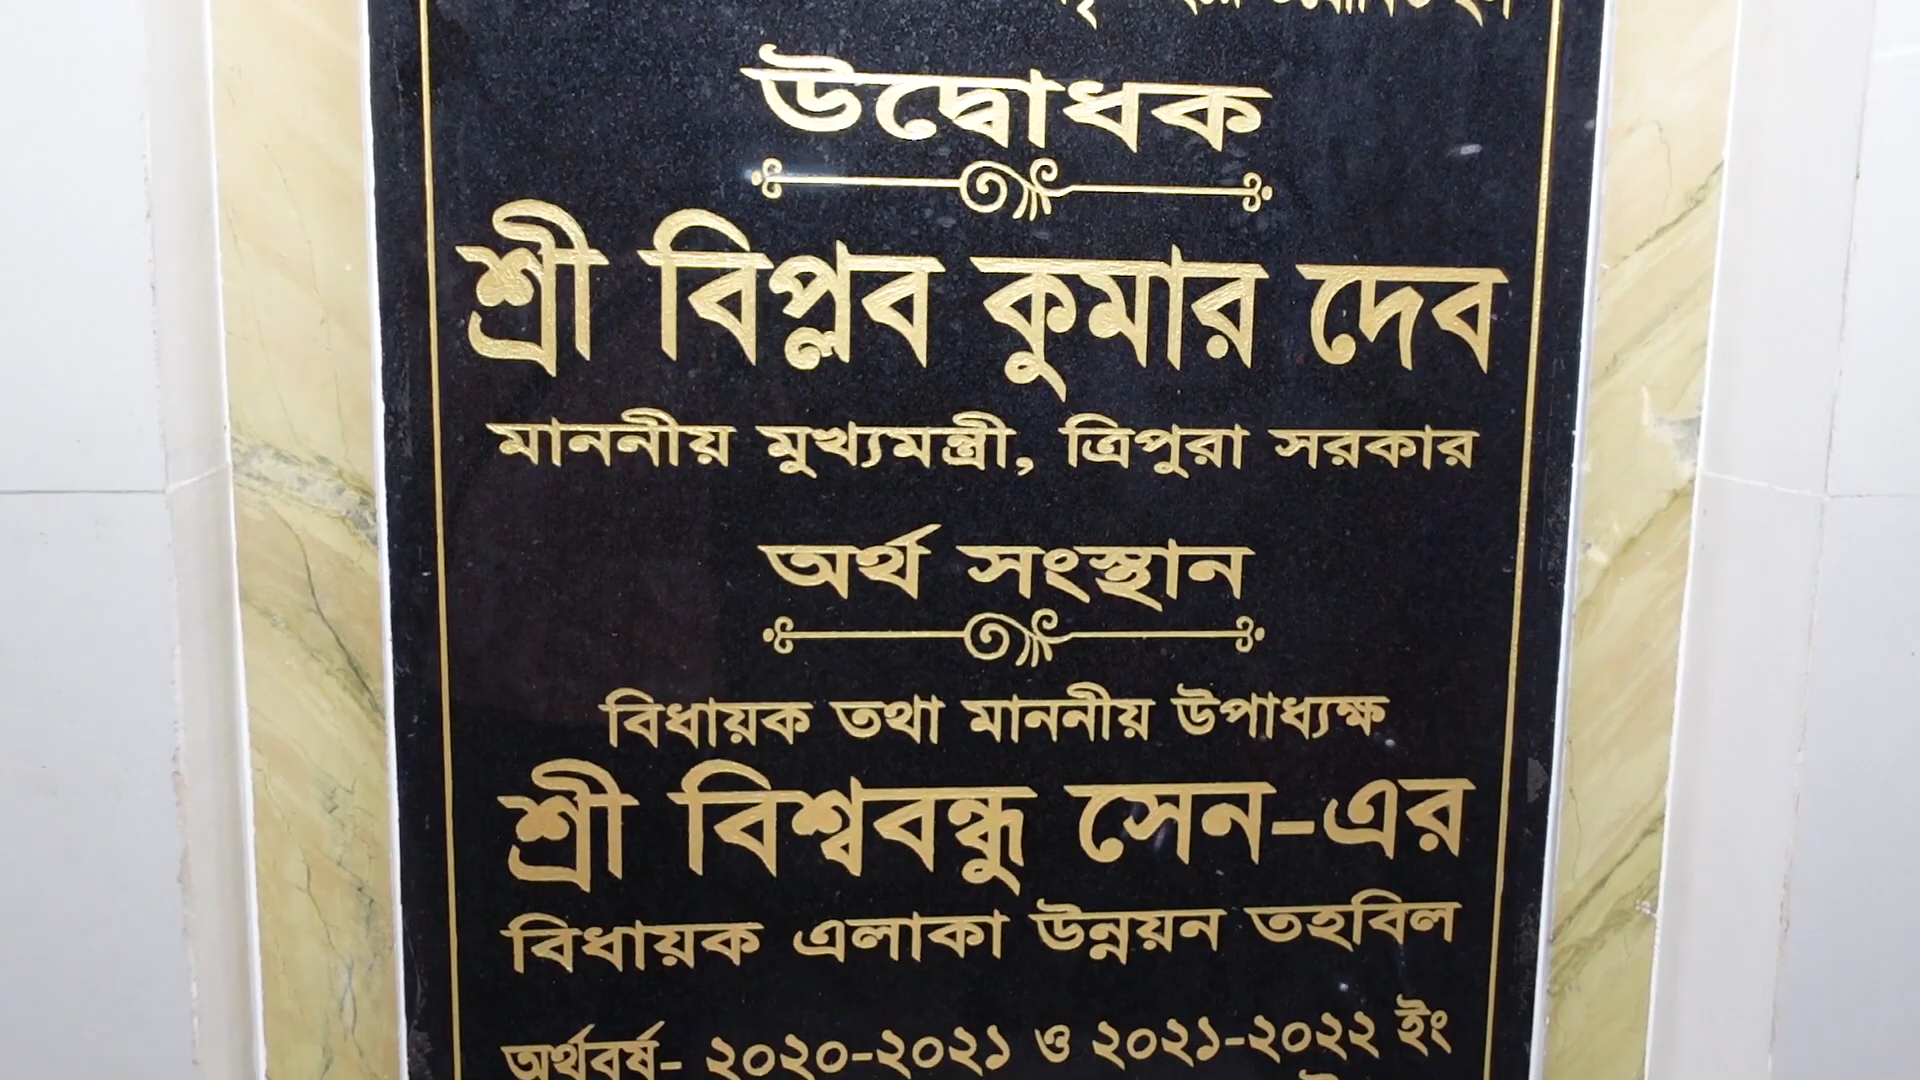 উদ্বোধক
শ্রী বিপ্লব কুমার দেব
মাননীয় মুখ্যমন্ত্রী, ত্রিপুরা সরকার
অর্থ সংস্থান
বিধায়ক তথা মাননীয় উপাধ্যক্ষ
শ্রী বিশ্ববন্ধু সেন-এর
বিধায়ক এলাকা উন্নয়ন তহবিল
অর্থবর্ষ- ২০২০-২০২১ ও ২০২১-২০২২ ইং